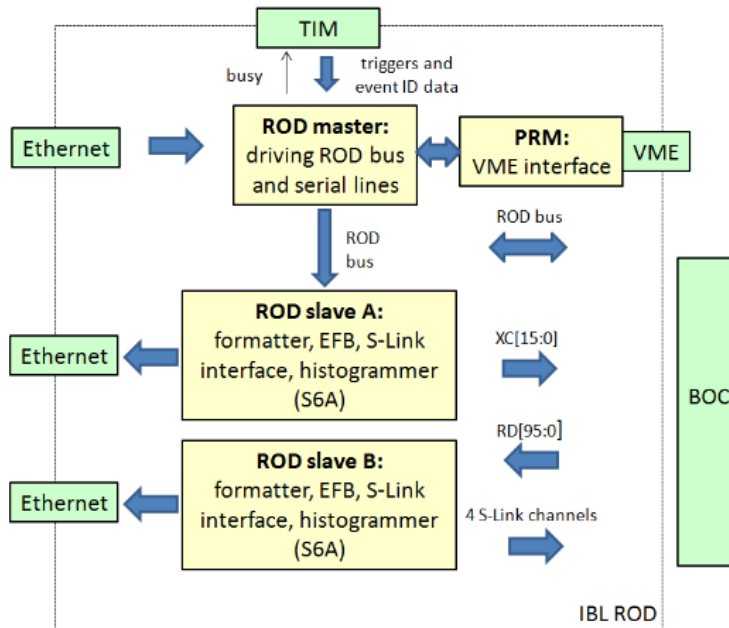 TIM
busy
triggers and
event ID data
Ethernet
ROD master:
driving ROD bus
and serial lines
PRM:
VME interface
VME
ROD bus
ROD
bus
ROD slave A:
formatter, EFB, S-Link
interface, histogrammer
(S6A)
Ethernet
XC[15:0]
BOC
RD[95:0]
ROD slave B:
formatter, EFB, S-Link
interface, histogrammer
(S6A)
Ethernet
4 S-Link channels
IBL ROD